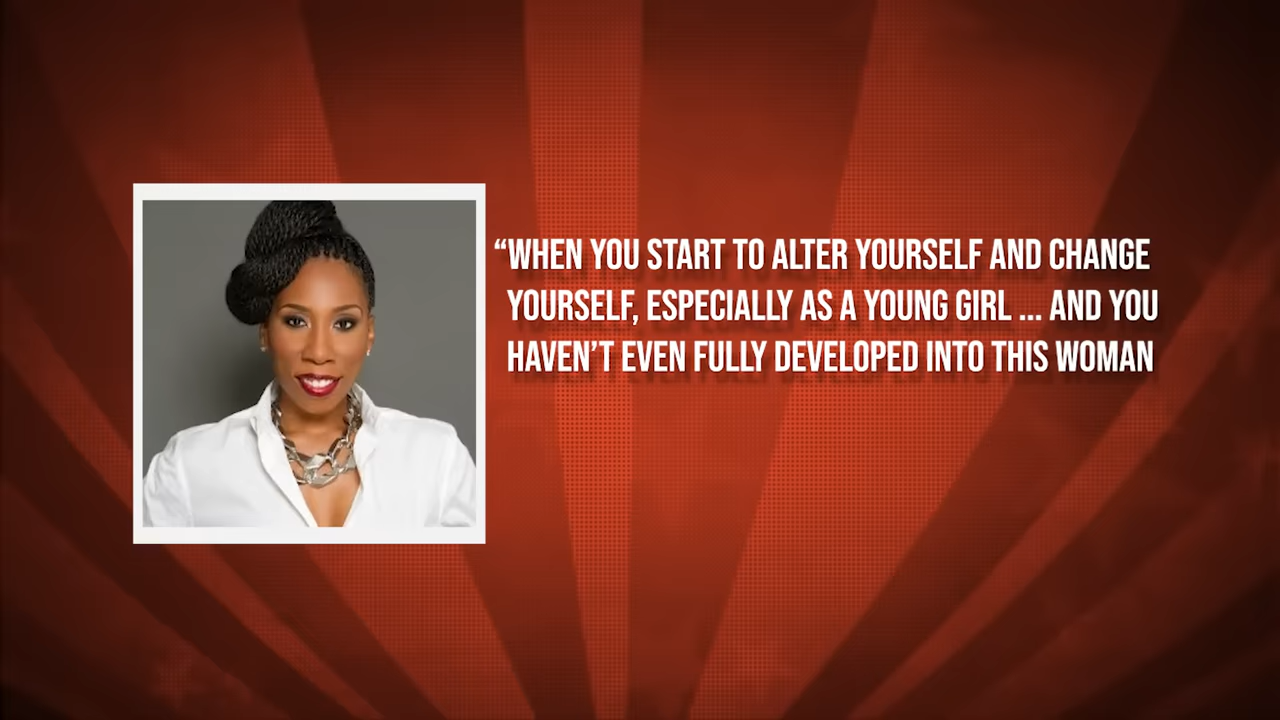 “WHEN YOU START TO ALTER YOURSELF AND CHANGE
YOURSELF, ESPECIALLY AS A YOUNG GIRL ... AND YOU
HAVEN’T EVEN FULLY DEVELOPED INTO THIS WOMAN